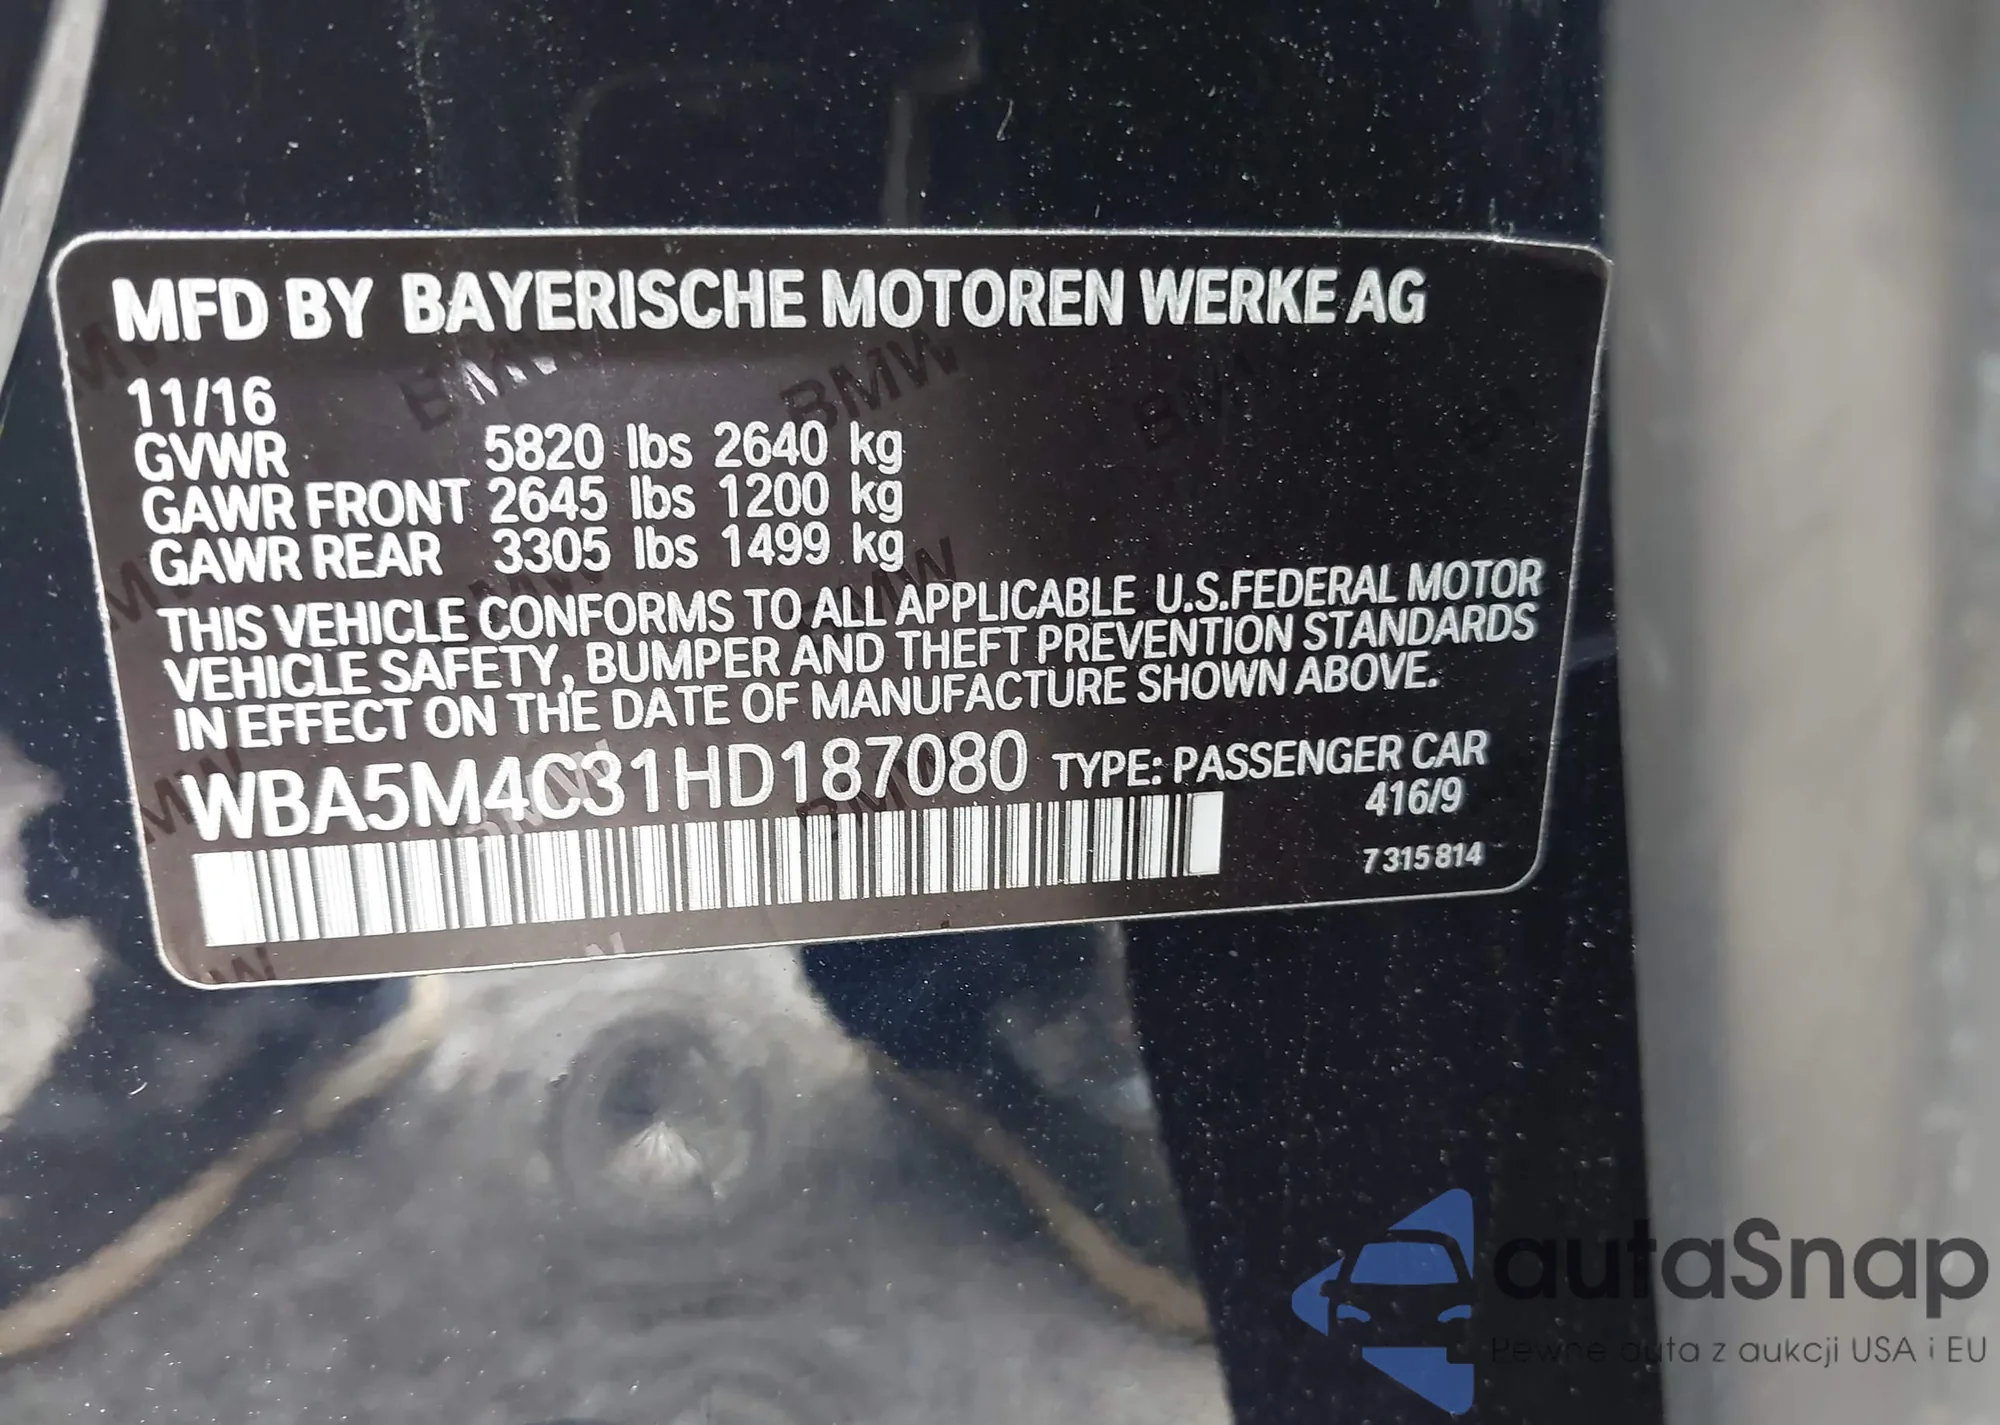 MFD BY BAYERISCHE MOTOREN WERKE AG
11/16
GVWR 5820 lbs 2640 kg
GAWR FRONT 2645 lbs 1200 kg
GAWR REAR 3305 lbs 1499 kg
THIS VEHICLE CONFORMS TO ALL APPLICABLE U.S.FEDERAL MOTOR
VEHICLE SAFETY, BUMPER AND THEFT PREVENTION STANDARDS
IN EFFECT ON THE DATE OF MANUFACTURE SHOWN ABOVE.
WBA5M4C31HD187080 TYPE: PASSENGER CAR
416/9
7 315 814
autaSnap
Pewne auta z aukcji USA i EU